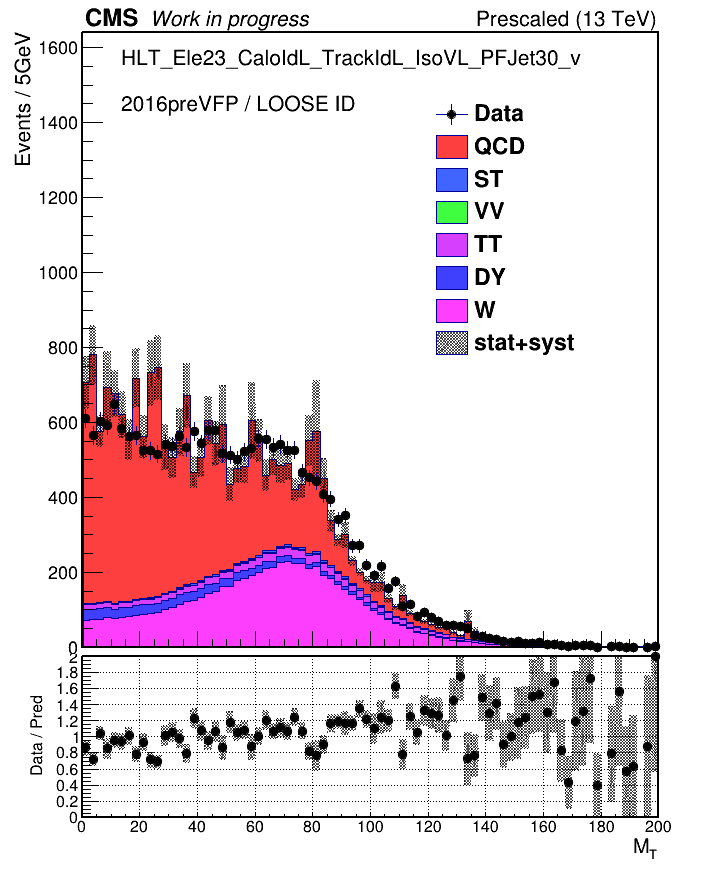 CMS Work in progress Prescaled (13 TeV)
HLT_Ele23_CaloIdL_TrackIdL_IsoVL_PFJet30_v
2016preVFP / LOOSE ID
Data
QCD
ST
VV
TT
DY
W
stat+syst
Events / 5GeV
1600
1400
1200
1000
800
600
400
200
0
Data / Pred
2
1.8
1.6
1.4
1.2
1
0.8
0.6
0.4
0.2
0
0 20 40 60 80 100 120 140 160 180 200
M_T